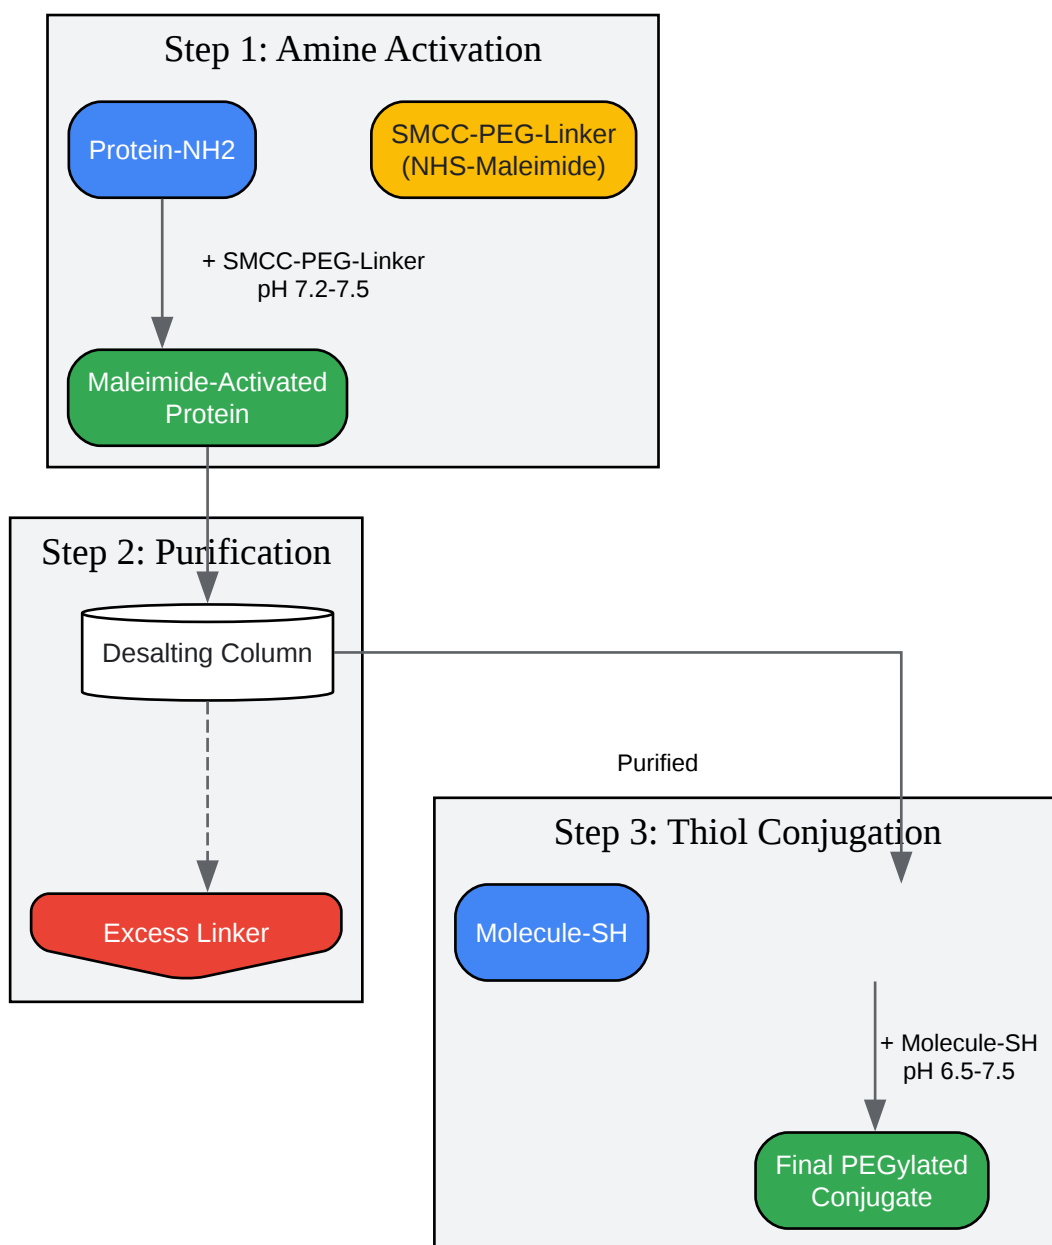 Step 1: Amine Activation
Protein-NH2
SMCC-PEG-Linker
(NHS-Maleimide)
+ SMCC-PEG-Linker
pH 7.2-7.5
Maleimide-Activated
Protein
Step 2: Purification
Desalting Column
Purified
Step 3: Thiol Conjugation
Excess Linker
Molecule-SH
+ Molecule-SH
pH 6.5-7.5
Final PEGylated
Conjugate